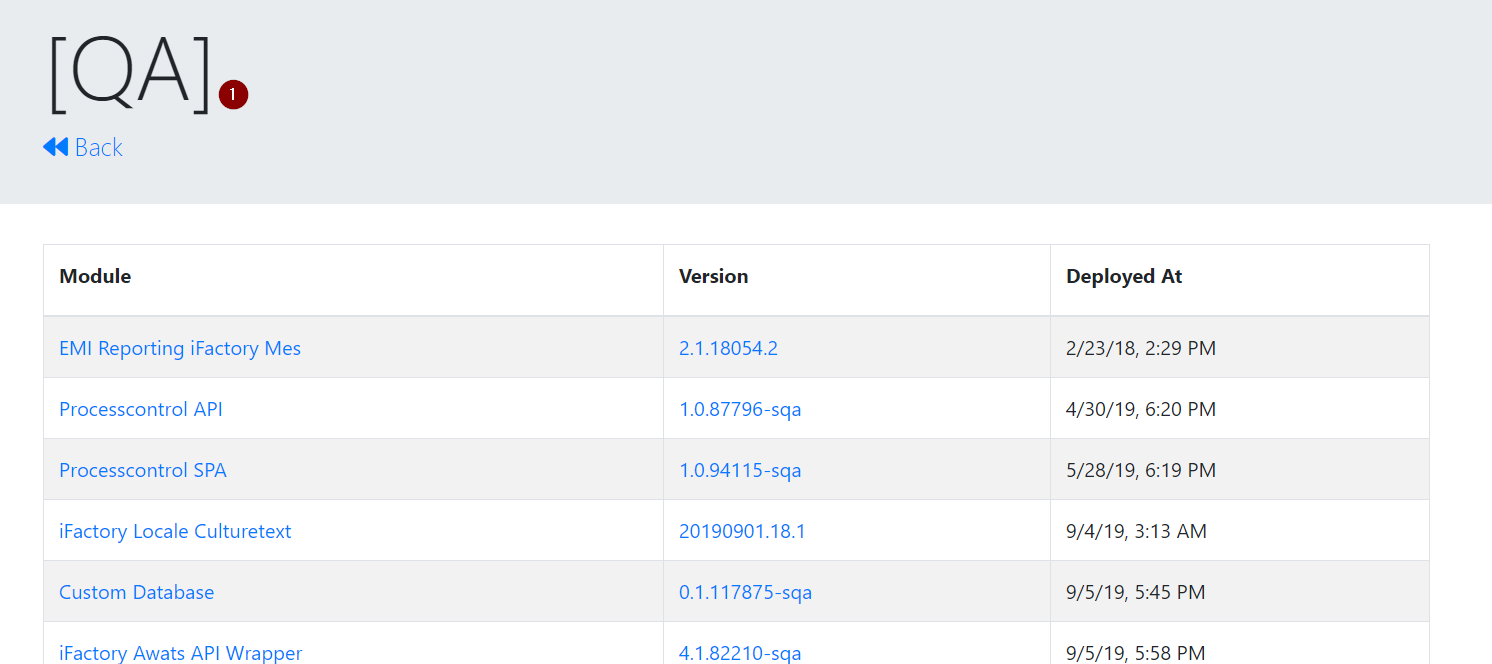 [QA] 1
Back
Module Version Deployed At
EMI Reporting iFactory Mes 2.1.18054.2 2/23/18, 2:29 PM
Processcontrol API 1.0.87796-sqa 4/30/19, 6:20 PM
Processcontrol SPA 1.0.94115-sqa 5/28/19, 6:19 PM
iFactory Locale Culturetext 20190901.18.1 9/4/19, 3:13 AM
Custom Database 0.1.117875-sqa 9/5/19, 5:45 PM
iFactory Awats API Wrapper 4.1.82210-sqa 9/5/19, 5:58 PM